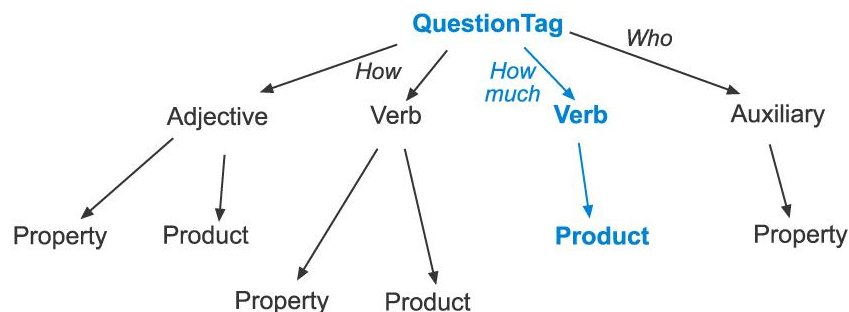 QuestionTag
Who
How
How
much
Adjective
Verb
Verb
Auxiliary
Property
Product
Product
Property
Property
Product